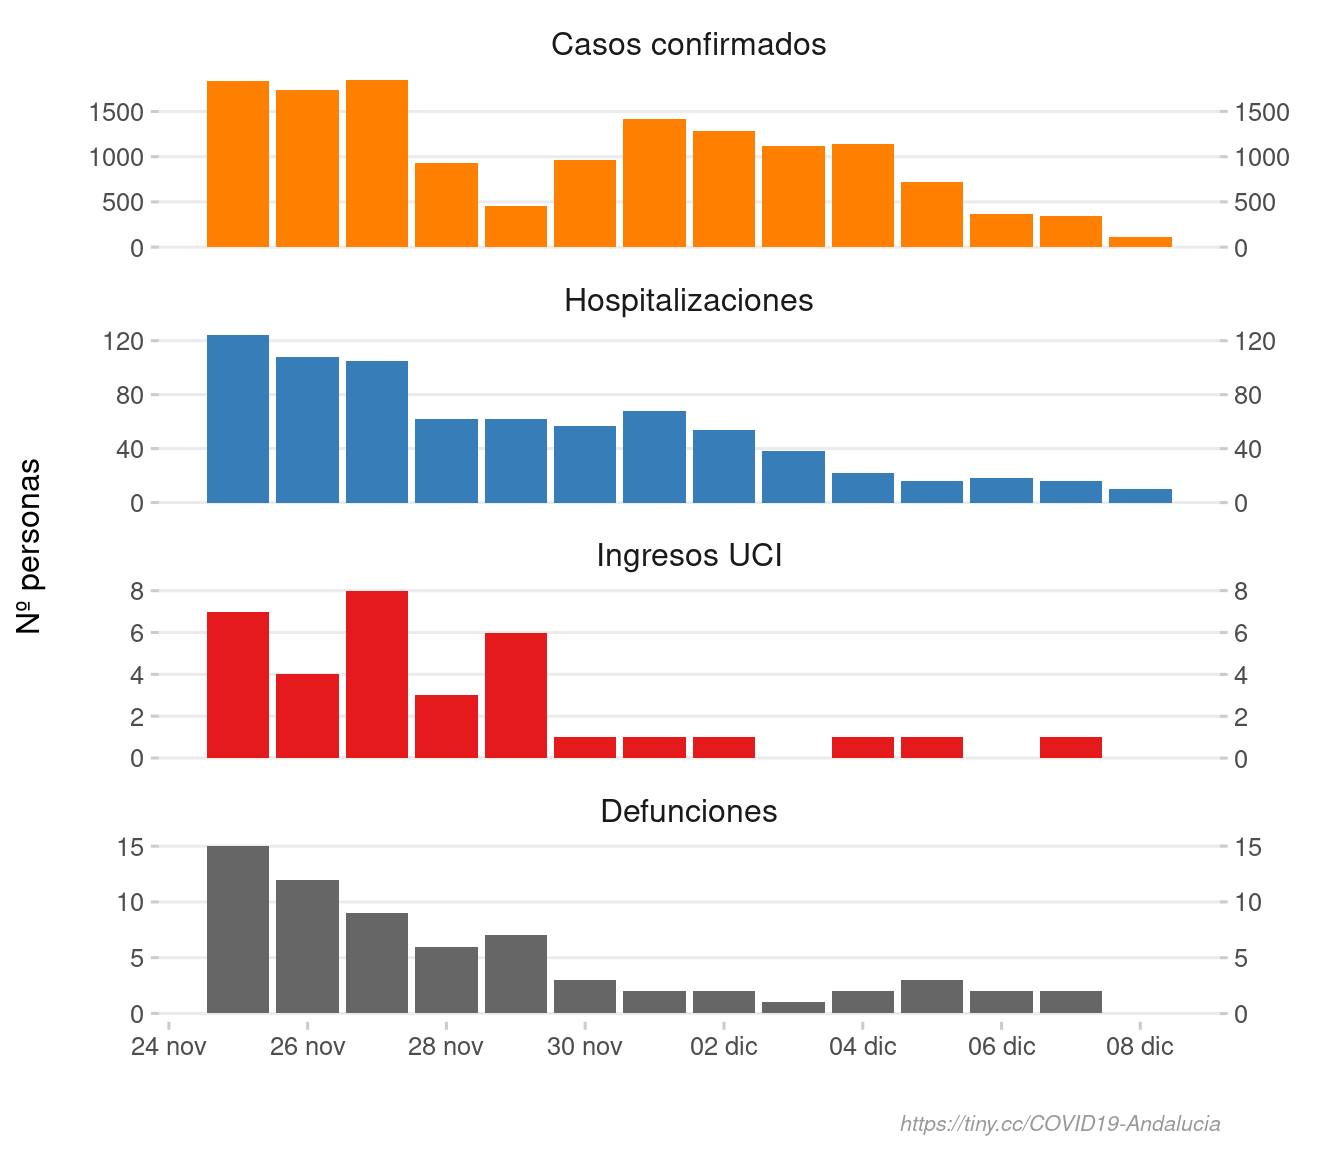 Casos confirmados
1500 1500
1000 1000
500 500
0 0
Hospitalizaciones
120 120
80 80
40 40
0 0
Nº personas
Ingresos UCI
8 8
6 6
4 4
2 2
0 0
Defunciones
15 15
10 10
5 5
0 0
24 nov 26 nov 28 nov 30 nov 02 dic 04 dic 06 dic 08 dic
https://tiny.cc/COVID19-Andalucia